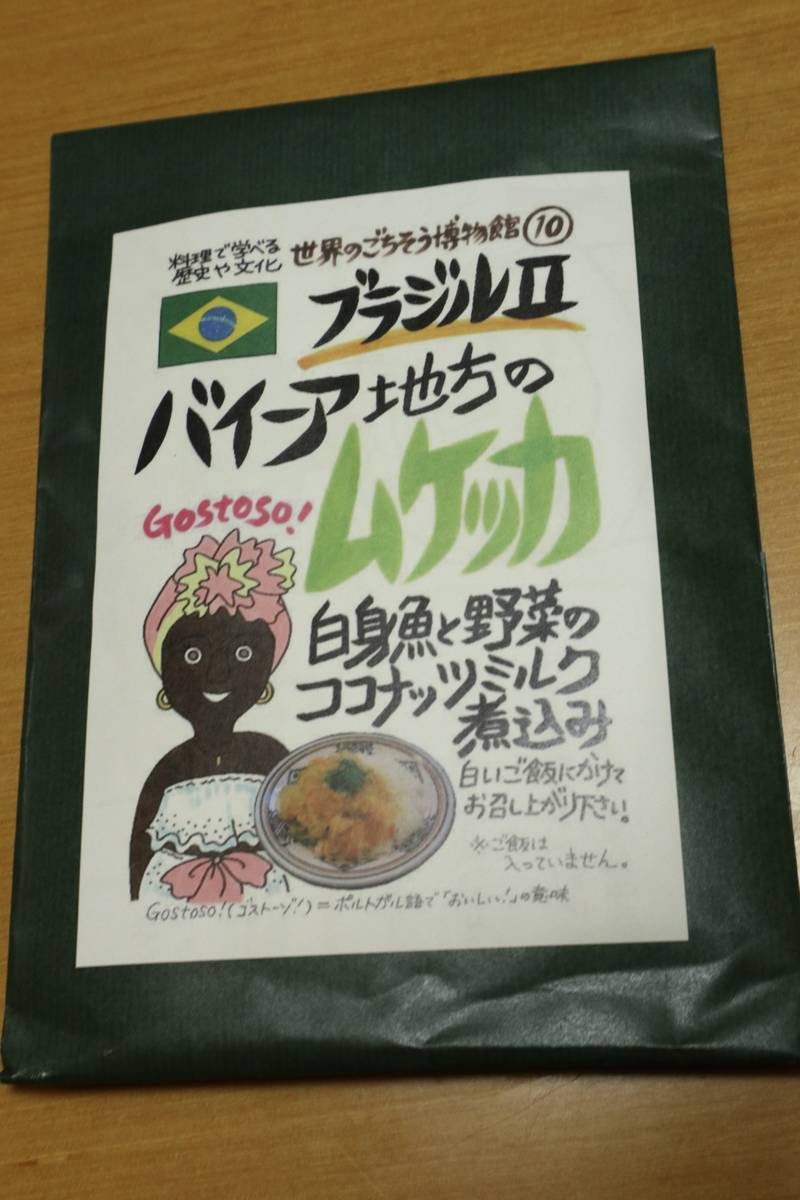 料理で学べる
歴史や文化
世界のごちそう博物館⑩
ブラジルⅡ
バイーア地方の
ムケッカ
Gostoso!
白身魚と野菜の
ココナッツミルク
煮込み
白いご飯にかけて
お召し上がり下さい。
※ご飯は
入っていません。
Gostoso!(ゴストーゾ!)=ポルトガル語で「おいしい!」の意味